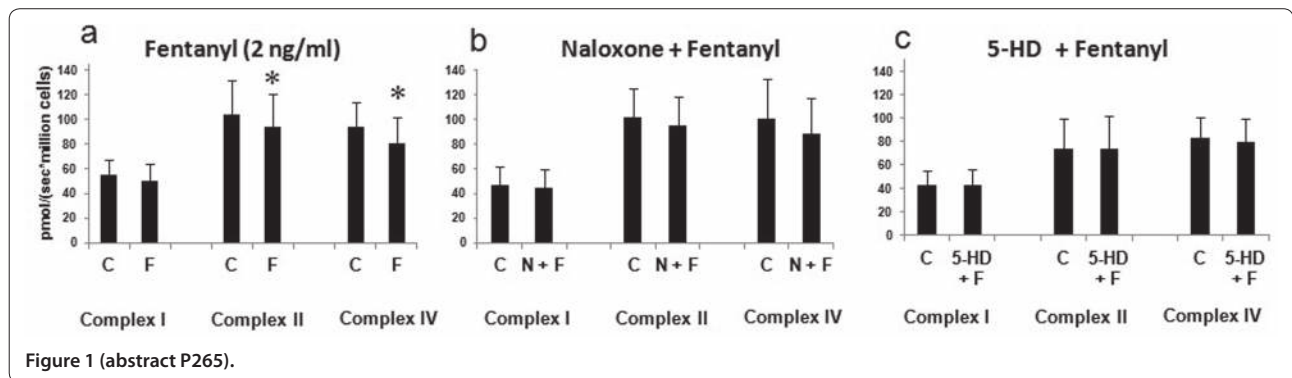 a
Fentanyl (2 ng/ml)
pmol/(sec*million cells)
140
120
100
80
60
40
20
0
*
*
C F C F C F
Complex I Complex II Complex IV
b
Naloxone + Fentanyl
140
120
100
80
60
40
20
0
C N + F C N + F C N + F
Complex I Complex II Complex IV
c
5-HD + Fentanyl
140
120
100
80
60
40
20
0
C 5-HD C 5-HD C 5-HD
+ F + F + F
Complex I Complex II Complex IV
Figure 1 (abstract P265).